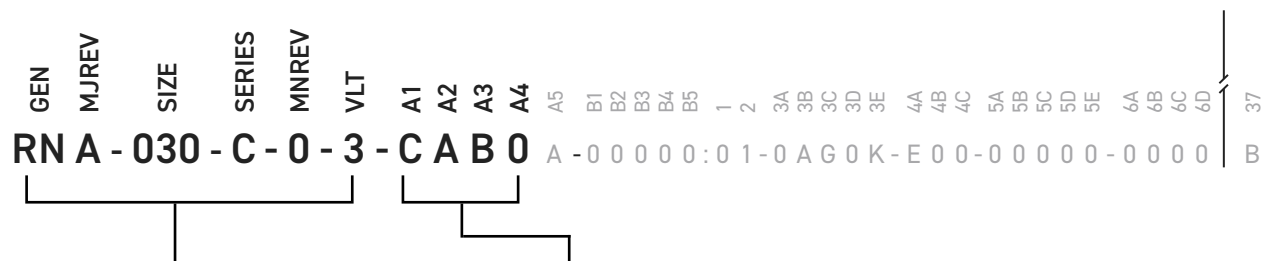 GEN MJREV SIZE SERIES MNREV VLT A1 A2 A3 A4 A5 B1 B2 B3 B4 B5 1 2 3A 3B 3C 3D 3E 4A 4B 4C 5A 5B 5C 5D 5E 6A 6B 6C 6D 37
RN A - 030 - C - 0 - 3 - C A B 0 A - 0 0 0 0 0 : 0 1 - 0 A G 0 K - E 0 0 - 0 0 0 0 0 - 0 0 0 0 B